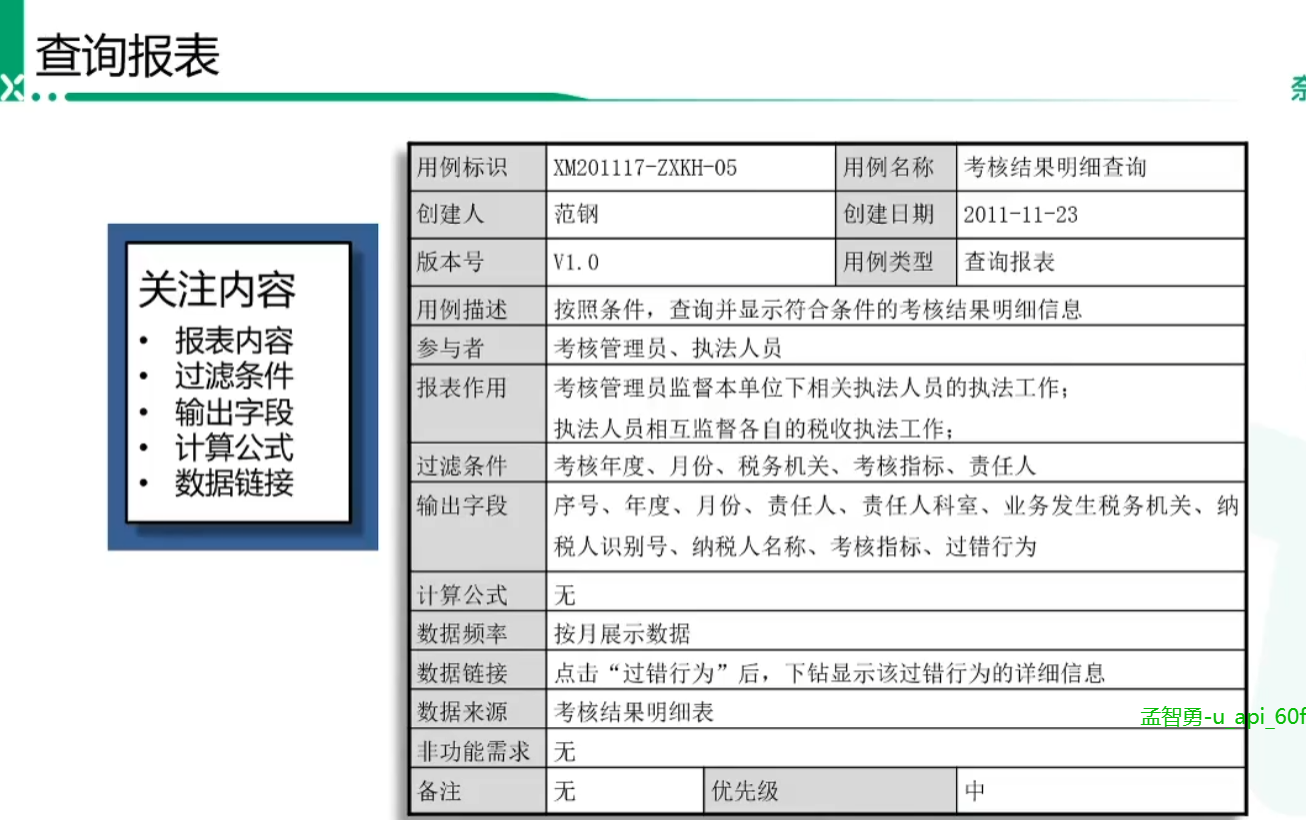 查询报表
关注内容
• 报表内容
• 过滤条件
• 输出字段
• 计算公式
• 数据链接
用例标识 XM201117-ZXKH-05 用例名称 考核结果明细查询
创建人 范钢 创建日期 2011-11-23
版本号 V1.0 用例类型 查询报表
用例描述 按照条件，查询并显示符合条件的考核结果明细信息
参与者 考核管理员、执法人员
报表作用 考核管理员监督本单位下相关执法人员的执法工作；
执法人员相互监督各自的税收执法工作；
过滤条件 考核年度、月份、税务机关、考核指标、责任人
输出字段 序号、年度、月份、责任人、责任人科室、业务发生税务机关、纳
税人识别号、纳税人名称、考核指标、过错行为
计算公式 无
数据频率 按月展示数据
数据链接 点击“过错行为”后，下钻显示该过错行为的详细信息
数据来源 考核结果明细表
孟智勇-u_api_60f
非功能需求 无
备注 无 优先级 中